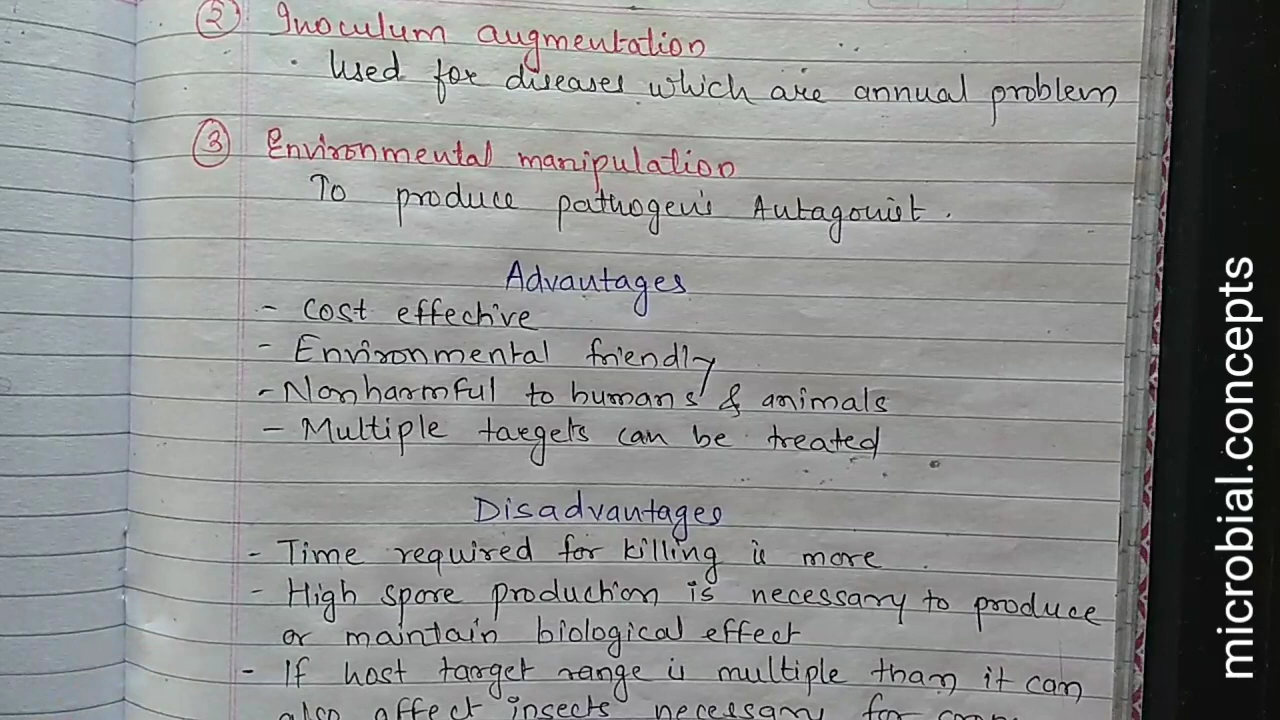 ② Inoculum augmentation
· Used for diseases which are annual problem
③ Environmental manipulation
To produce pathogen's Antagonist.
Advantages
- Cost effective
- Environmental friendly
- Nonharmful to humans & animals
- Multiple targets can be treated
Disadvantages
- Time required for killing is more.
- High spore production is necessary to produce
or maintain biological effect
- If host target range is multiple than it can
also affect insects necessary for crop.
microbial.concepts